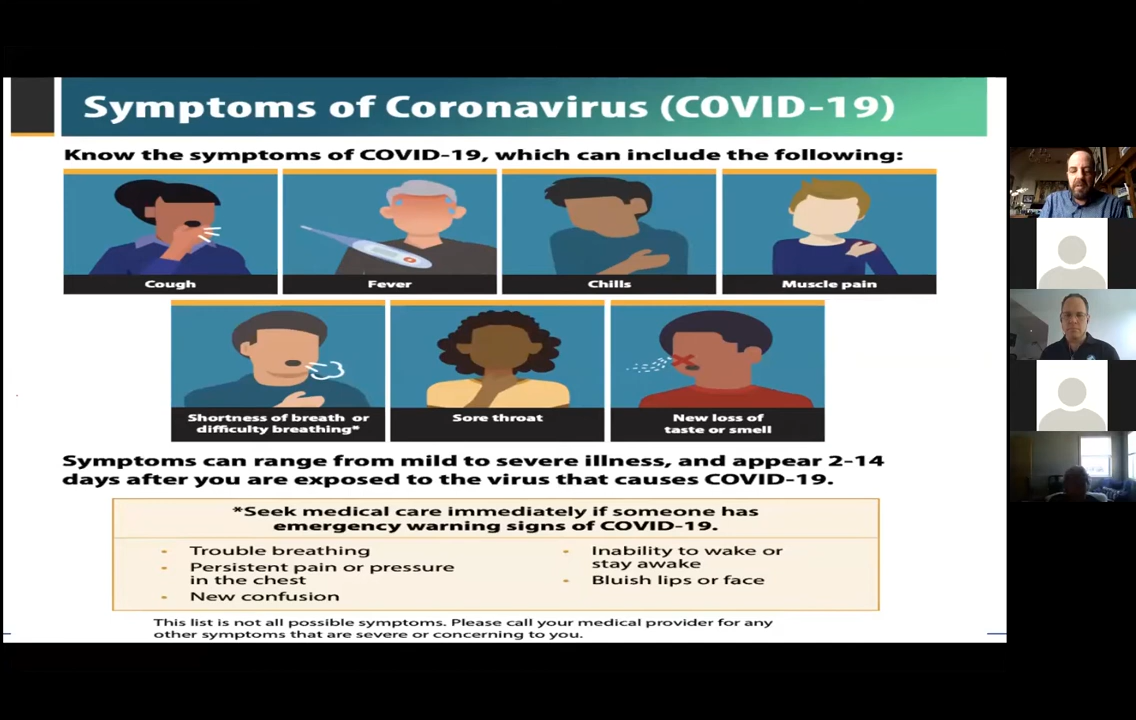 Symptoms of Coronavirus (COVID-19)
Know the symptoms of COVID-19, which can include the following:
Cough
Fever
Chills
Muscle pain
Shortness of breath or
difficulty breathing*
Sore throat
New loss of
taste or smell
Symptoms can range from mild to severe illness, and appear 2-14
days after you are exposed to the virus that causes COVID-19.
*Seek medical care immediately if someone has
emergency warning signs of COVID-19.
• Trouble breathing
• Persistent pain or pressure
in the chest
• New confusion
• Inability to wake or
stay awake
• Bluish lips or face
This list is not all possible symptoms. Please call your medical provider for any
other symptoms that are severe or concerning to you.